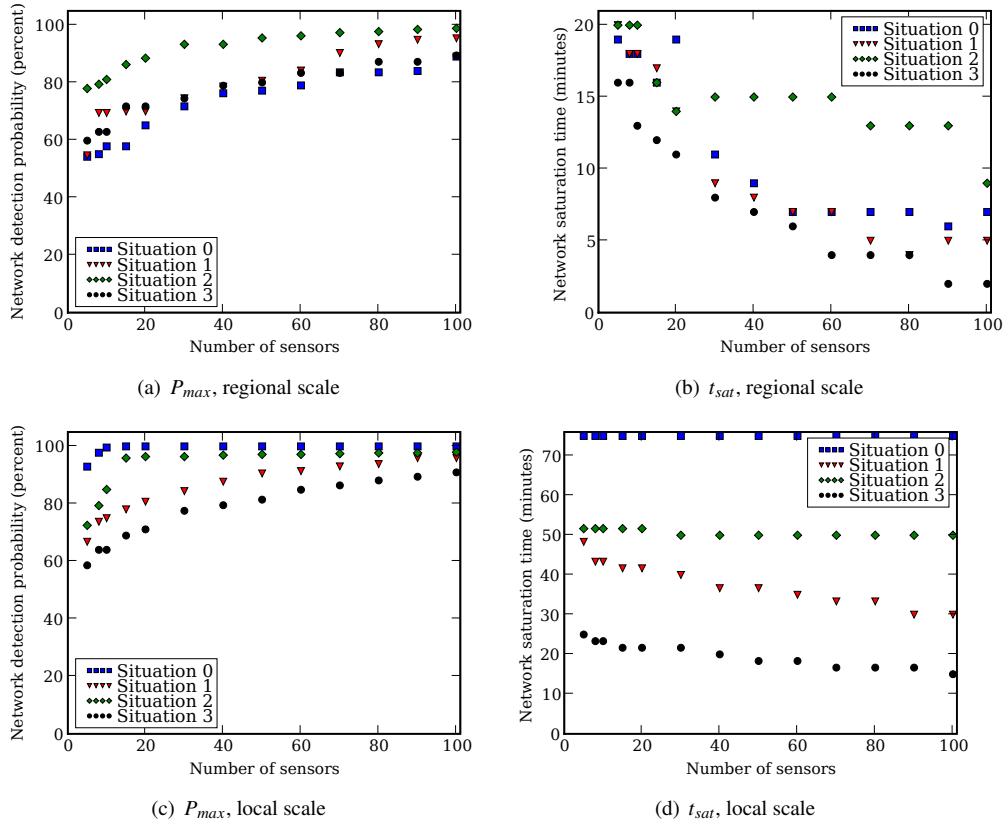 100
80
60
40
20
0
0 20 40 60 80 100
Network detection probability (percent)
Number of sensors
Situation 0
Situation 1
Situation 2
Situation 3
(a) P_max, regional scale
20
15
10
5
0
0 20 40 60 80 100
Network saturation time (minutes)
Number of sensors
Situation 0
Situation 1
Situation 2
Situation 3
(b) t_sat, regional scale
100
80
60
40
20
0
0 20 40 60 80 100
Network detection probability (percent)
Number of sensors
Situation 0
Situation 1
Situation 2
Situation 3
(c) P_max, local scale
70
60
50
40
30
20
10
0
0 20 40 60 80 100
Network saturation time (minutes)
Number of sensors
Situation 0
Situation 1
Situation 2
Situation 3
(d) t_sat, local scale